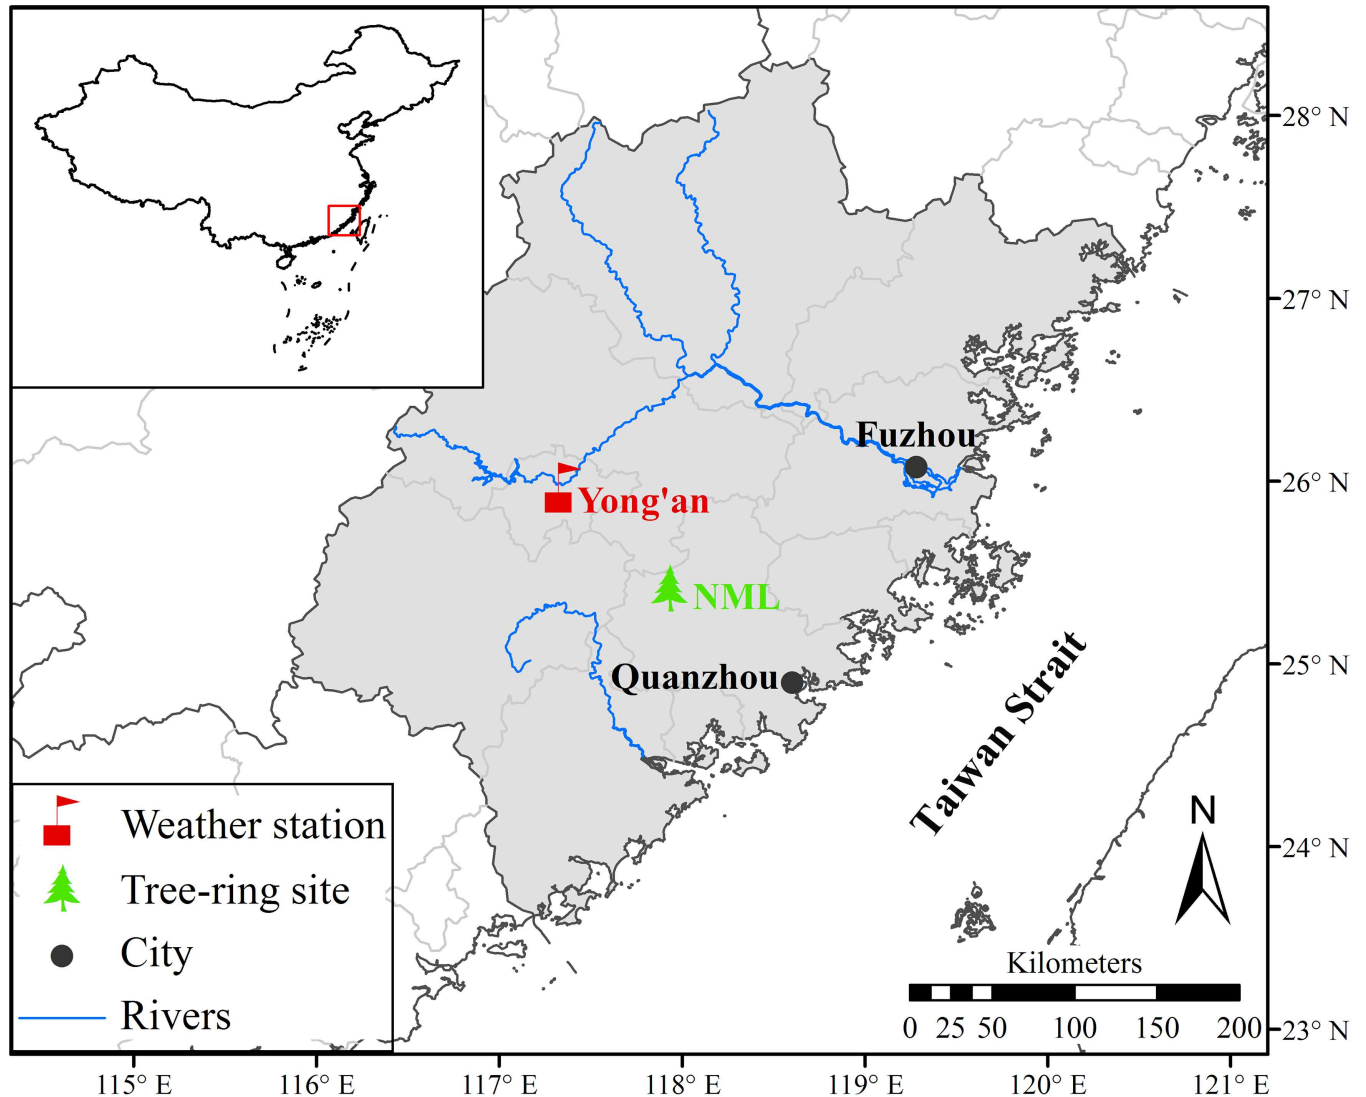 28° N
27° N
Fuzhou
26° N
Yong'an
NML
25° N
Quanzhou
Taiwan Strait
N
24° N
Weather station
Tree-ring site
City
Rivers
Kilometers
0 25 50 100 150 200
23° N
115° E 116° E 117° E 118° E 119° E 120° E 121° E